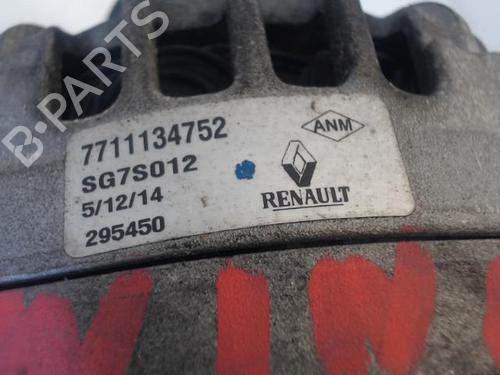 B-PARTS
7711134752
SG7S012
5/12/14
295450
ANM
RENAULT